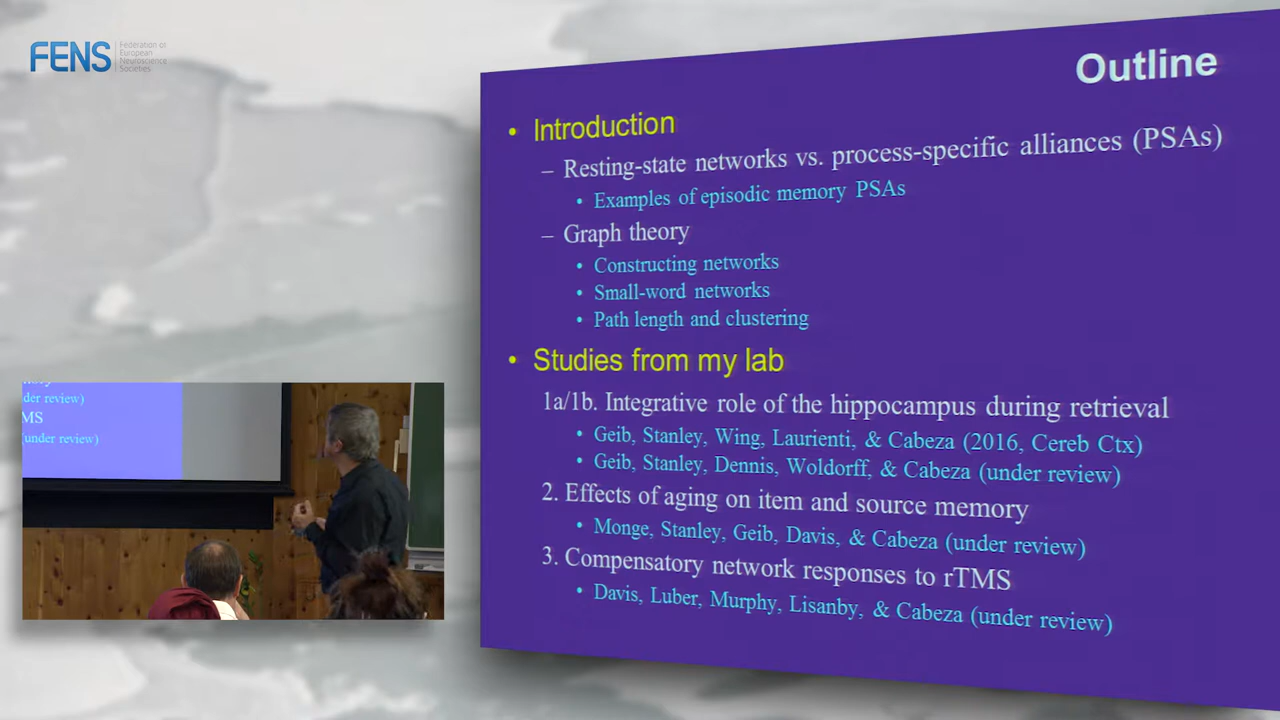 FENS
Federation of
European
Neuroscience
Societies
Outline
• Introduction
– Resting-state networks vs. process-specific alliances (PSAs)
• Examples of episodic memory PSAs
– Graph theory
• Constructing networks
• Small-word networks
• Path length and clustering
• Studies from my lab
1a/1b. Integrative role of the hippocampus during retrieval
• Geib, Stanley, Wing, Laurienti, & Cabeza (2016, Cereb Ctx)
• Geib, Stanley, Dennis, Woldorff, & Cabeza (under review)
2. Effects of aging on item and source memory
• Monge, Stanley, Geib, Davis, & Cabeza (under review)
3. Compensatory network responses to rTMS
• Davis, Luber, Murphy, Lisanby, & Cabeza (under review)
der review)
MS
(under review)